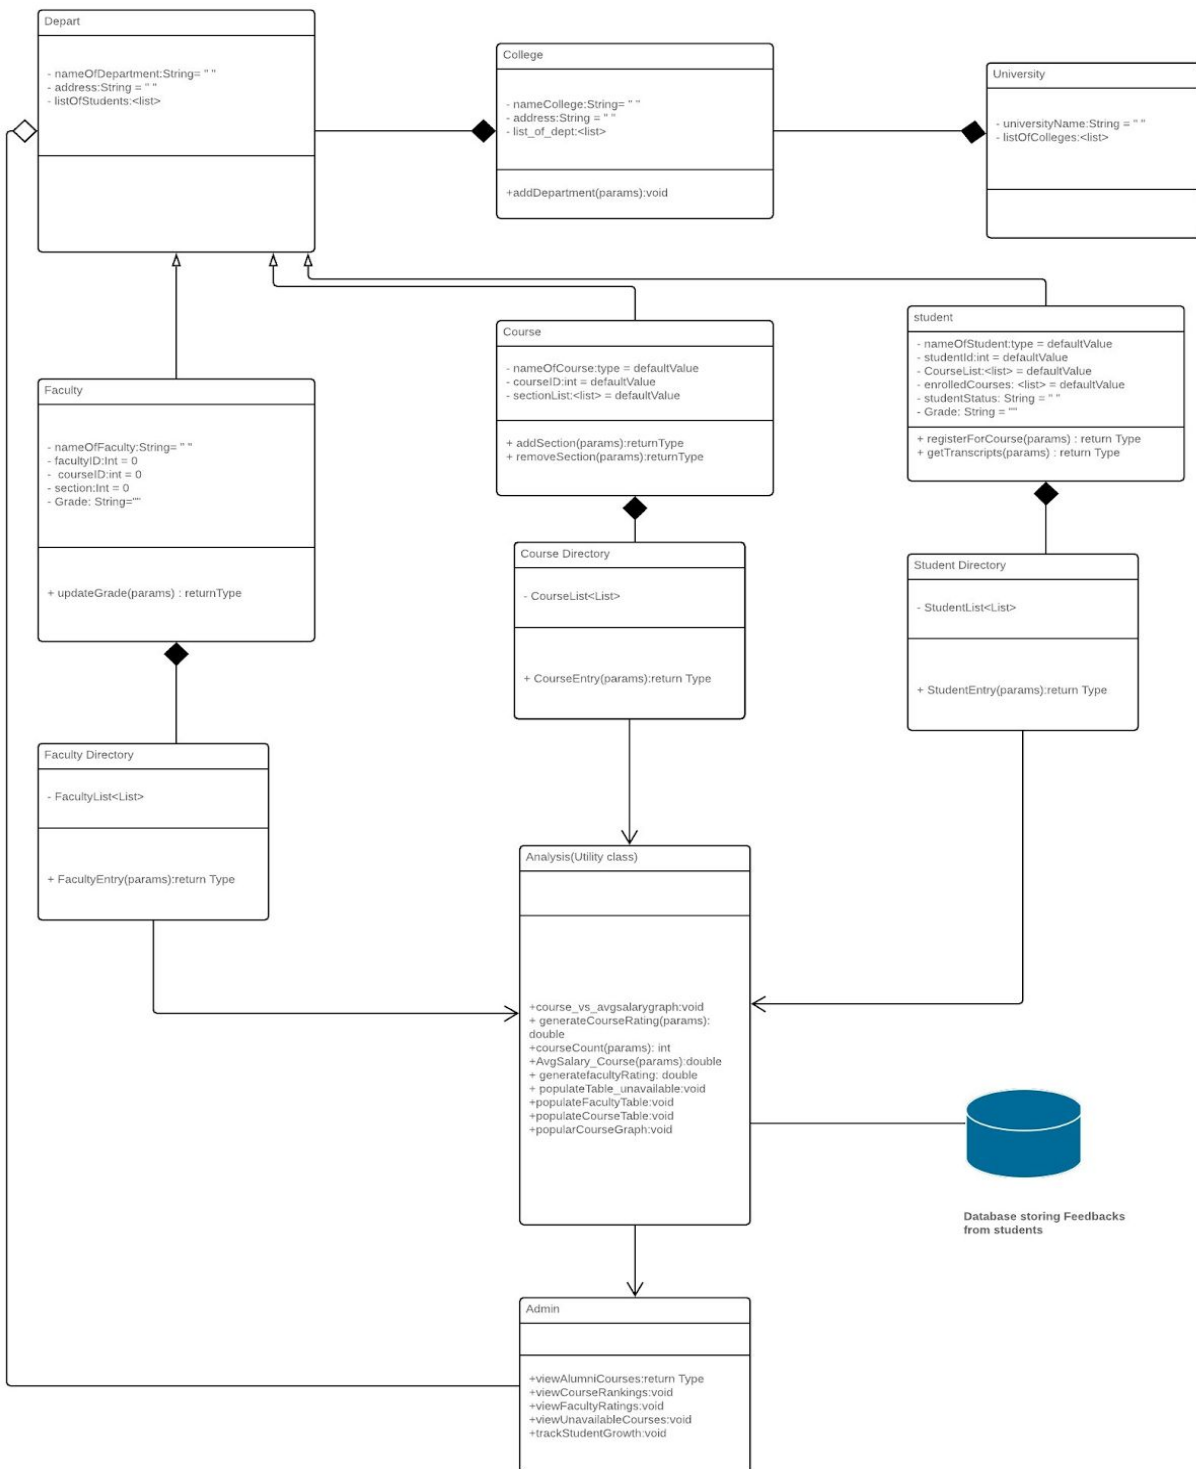 Depart
- nameOfDepartment:String= " "
- address:String = " "
- listOfStudents:<list>
College
- nameCollege:String= " "
- address:String = " "
- list_of_dept:<list>
+addDepartment(params):void
University
- universityName:String = " "
- listOfColleges:<list>
Faculty
- nameOfFaculty:String= " "
- facultyID:Int = 0
- courseID:int = 0
- section:Int = 0
- Grade: String=""
+ updateGrade(params) : returnType
Course
- nameOfCourse:type = defaultValue
- courseID:int = defaultValue
- sectionList:<list> = defaultValue
+ addSection(params):returnType
+ removeSection(params):returnType
student
- nameOfStudent:type = defaultValue
- studentId:int = defaultValue
- CourseList:<list> = defaultValue
- enrolledCourses: <list> = defaultValue
- studentStatus: String = " "
- Grade: String = ""
+ registerForCourse(params) : return Type
+ getTranscripts(params) : return Type
Faculty Directory
- FacultyList<List>
+ FacultyEntry(params):return Type
Course Directory
- CourseList<List>
+ CourseEntry(params):return Type
Student Directory
- StudentList<List>
+ StudentEntry(params):return Type
Analysis(Utility class)
+course_vs_avgsalarygraph:void
+ generateCourseRating(params):
double
+courseCount(params): int
+AvgSalary_Course(params):double
+ generatefacultyRating: double
+ populateTable_unavailable:void
+populateFacultyTable:void
+populateCourseTable:void
+popularCourseGraph:void
Database storing Feedbacks
from students
Admin
+viewAlumniCourses:return Type
+viewCourseRankings:void
+viewFacultyRatings:void
+viewUnavailableCourses:void
+trackStudentGrowth:void